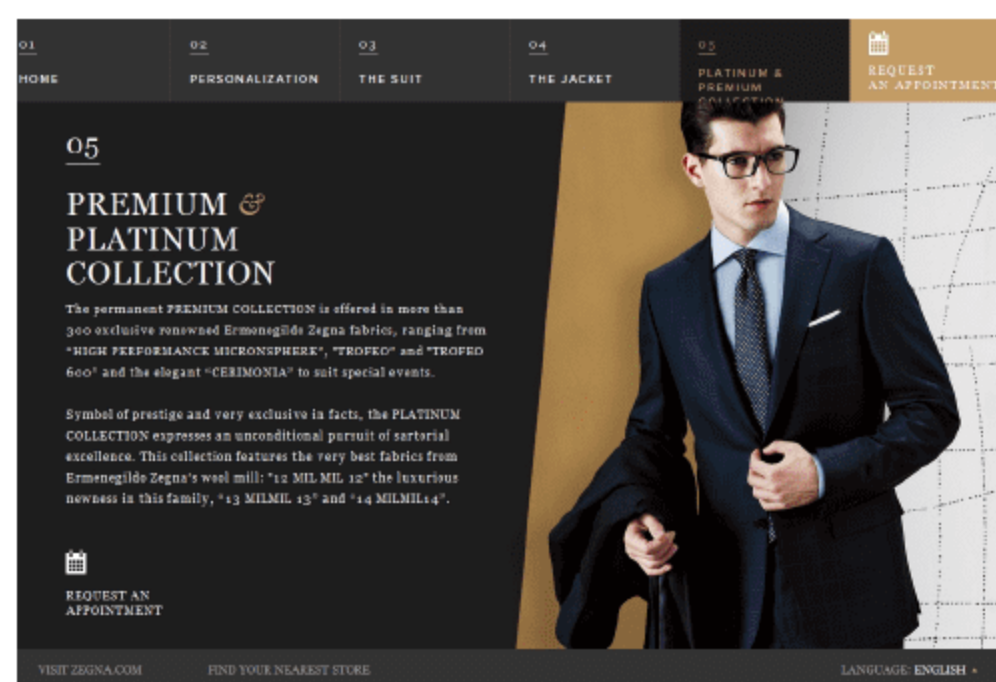 01
HOME
02
PERSONALIZATION
03
THE SUIT
04
THE JACKET
05
PLATINUM &
PREMIUM
COLLECTION
REQUEST
AN APPOINTMENT
05
PREMIUM &
PLATINUM
COLLECTION
The permanent PREMIUM COLLECTION is offered in more than
300 exclusive renowned Ermenegildo Zegna fabrics, ranging from
"HIGH PERFORMANCE MICRONSPHERE", "TROFEO" and "TROFEO
600" and the elegant "CERIMONIA" to suit special events.
Symbol of prestige and very exclusive in facts, the PLATINUM
COLLECTION expresses an unconditional pursuit of sartorial
excellence. This collection features the very best fabrics from
Ermenegildo Zegna's wool mill: "12 MIL MIL 12" the luxurious
newness in this family, "13 MILMIL 13" and "14 MILMIL14".
REQUEST AN
APPOINTMENT
VISIT ZEGNA.COM
FIND YOUR NEAREST STORE
LANGUAGE: ENGLISH